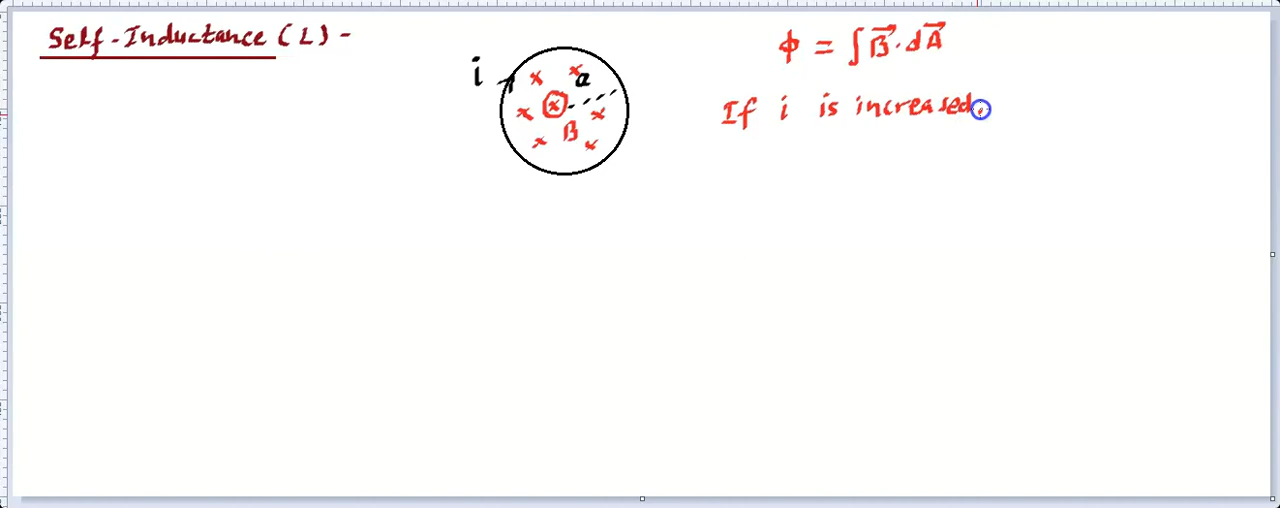 Self-Inductance (L) -
i
a
B
ϕ = ∫ B⃗ · dA⃗
If i is increased,